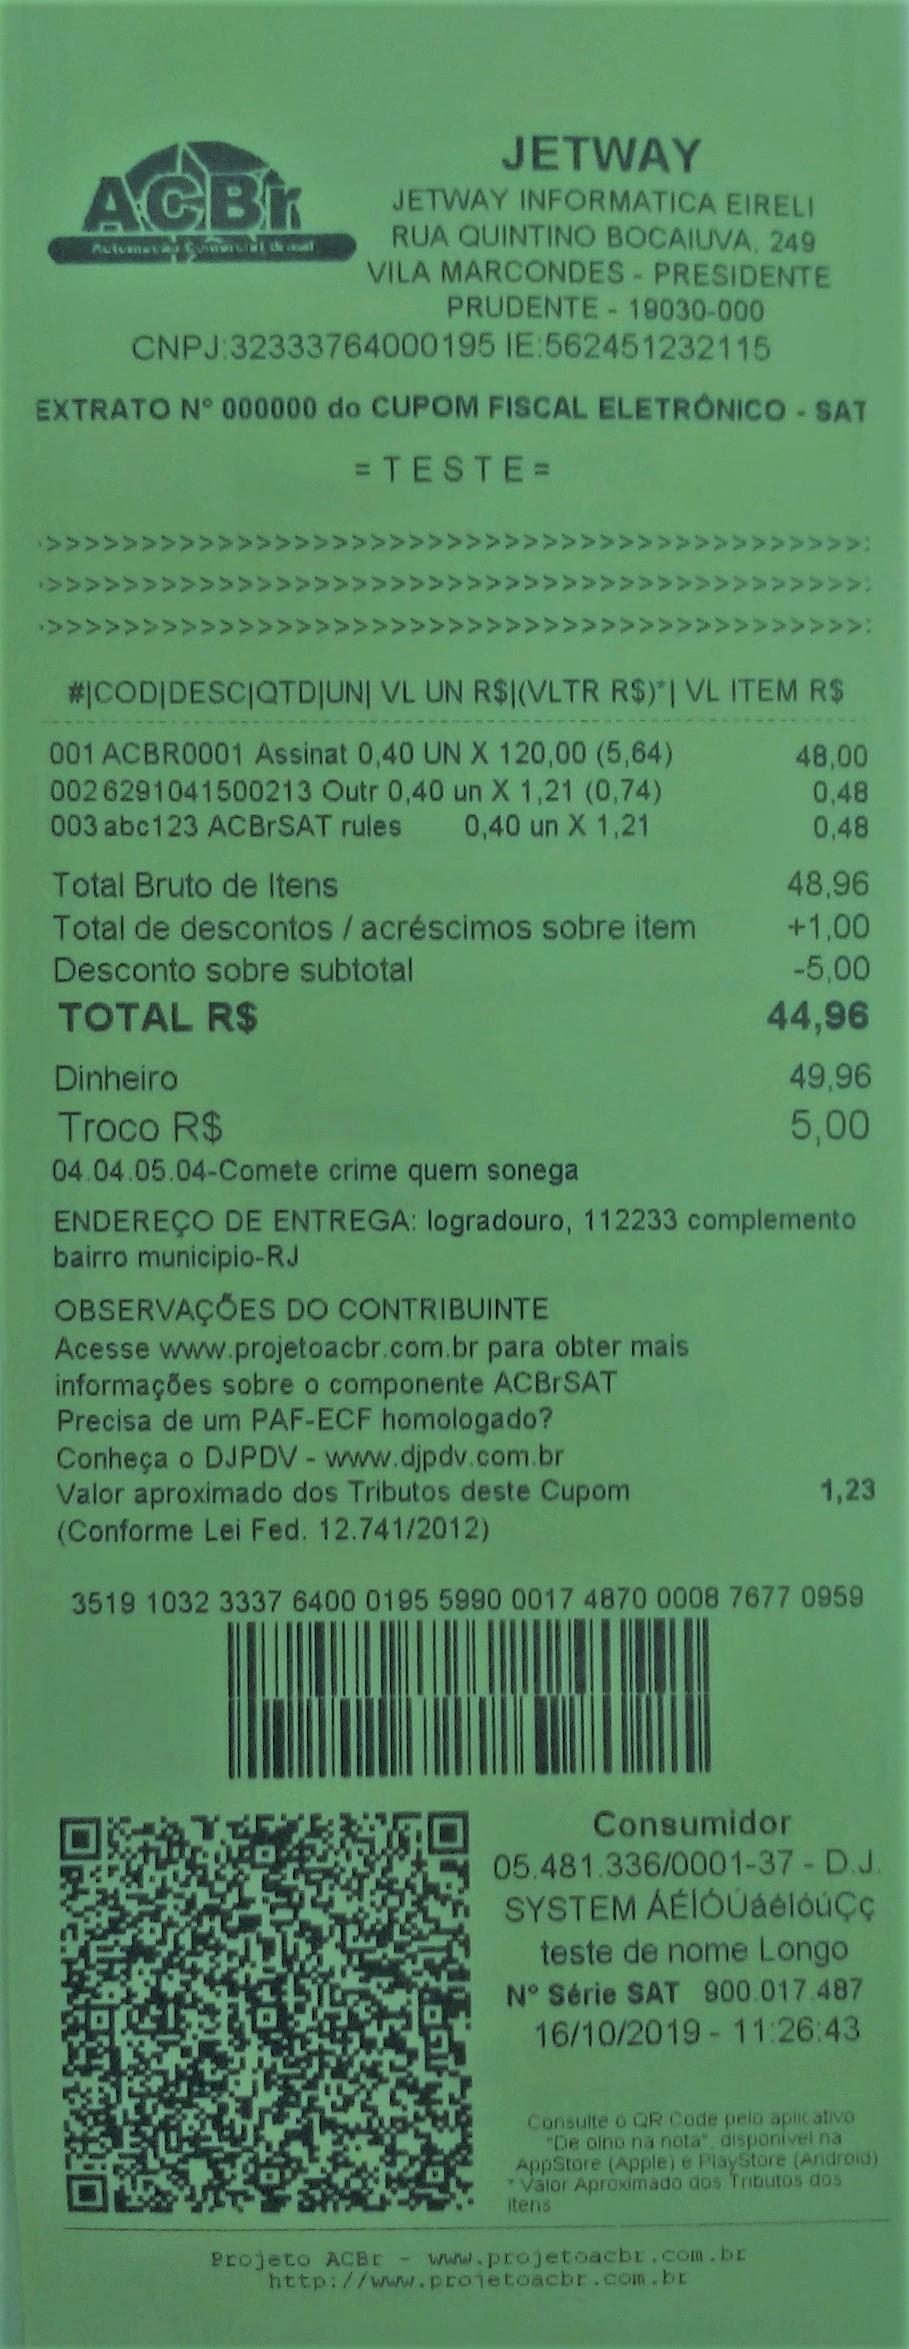 ACBr
JETWAY
JETWAY INFORMATICA EIRELI
RUA QUINTINO BOCAIUVA, 249
VILA MARCONDES - PRESIDENTE
PRUDENTE - 19030-000
CNPJ:32333764000195 IE:562451232115
EXTRATO Nº 000000 do CUPOM FISCAL ELETRÔNICO - SAT
= T E S T E =
>>>>>>>>>>>>>>>>>>>>>>>>>>>>>>>>>>>>>>>>>>>
>>>>>>>>>>>>>>>>>>>>>>>>>>>>>>>>>>>>>>>>>>>
>>>>>>>>>>>>>>>>>>>>>>>>>>>>>>>>>>>>>>>>>>>
#|COD|DESC|QTD|UN| VL UN R$|(VLTR R$)*| VL ITEM R$
001 ACBR0001 Assinat 0,40 UN X 120,00 (5,64) 48,00
002 6291041500213 Outr 0,40 un X 1,21 (0,74) 0,48
003 abc123 ACBrSAT rules 0,40 un X 1,21 0,48
Total Bruto de Itens 48,96
Total de descontos / acréscimos sobre item +1,00
Desconto sobre subtotal -5,00
TOTAL R$ 44,96
Dinheiro 49,96
Troco R$ 5,00
04.04.05.04-Comete crime quem sonega
ENDEREÇO DE ENTREGA: logradouro, 112233 complemento
bairro municipio-RJ
OBSERVAÇÕES DO CONTRIBUINTE
Acesse www.projetoacbr.com.br para obter mais
informações sobre o componente ACBrSAT
Precisa de um PAF-ECF homologado?
Conheça o DJPDV - www.djpdv.com.br
Valor aproximado dos Tributos deste Cupom 1,23
(Conforme Lei Fed. 12.741/2012)
3519 1032 3337 6400 0195 5990 0017 4870 0008 7677 0959
Consumidor
05.481.336/0001-37 - D.J.
SYSTEM ÁÉÍÓÚáéíóúÇç
teste de nome Longo
Nº Série SAT 900.017.487
16/10/2019 - 11:26:43
Consulte o QR Code pelo aplicativo
"De olho na nota", disponível na
AppStore (Apple) e PlayStore (Android)
* Valor Aproximado dos Tributos dos
itens
Projeto ACBr - www.projetoacbr.com.br
http://www.projetoacbr.com.br